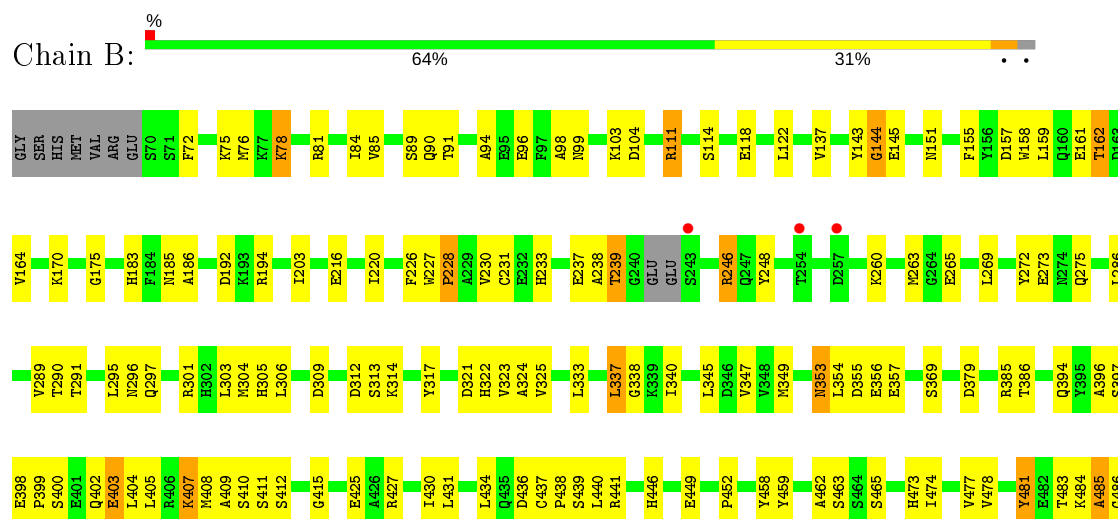 %
Chain B:
64% 31% • •
GLY SER HIS MET VAL ARG GLU S70 S71 F72 K75 M76 K77 K78 R81 I84 V85 S89 Q90 T91 A94 E95 E96 F97 A98 N99 K103 D104 R111 S114 E118 L122 V137 Y143 G144 E145 N151 F155 Y156 D157 W158 L159 Q160 E161 T162 D163
V164 K170 G175 H183 F184 N185 A186 D192 K193 R194 I203 E216 I220 F226 W227 P228 A229 V230 C231 E232 H233 E237 A238 T239 G240 GLU GLU S243 R246 Q247 Y248 T254 D257 K260 M263 G264 E265 L269 Y272 E273 N274 Q275 L286
V289 T290 T291 L295 N296 Q297 R301 H302 L303 M304 H305 L306 D309 D312 S313 K314 Y317 D321 H322 V323 A324 V325 L333 L337 G338 K339 I340 L345 D346 V347 V348 M349 N353 L354 D355 E356 E357 S369 D379 R385 T386 Q394 Y395 A396 S397
E398 P399 S400 E401 Q402 E403 L404 L405 R406 K407 M408 A409 S410 S411 S412 G415 E425 A426 R427 I430 L431 L434 Q435 D436 C437 P438 S439 L440 R441 H446 E449 P452 Y458 Y459 A462 S463 S464 S465 H473 I474 V477 V478 Y481 E482 T483 K484 A485